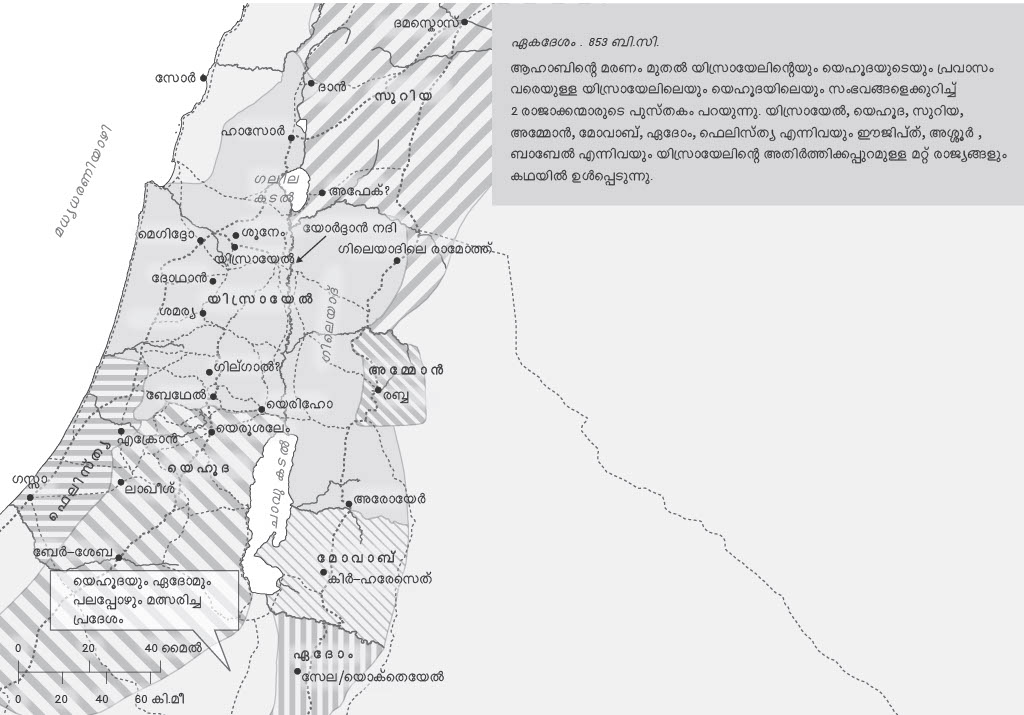 ഏകദേശം . 853 ബി.സി.
ആഹാബിന്റെ മരണം മുതൽ യിസ്രായേലിന്റെയും യെഹൂദയുടെയും പ്രവാസം
വരെയുള്ള യിസ്രായേലിലെയും യെഹൂദയിലെയും സംഭവങ്ങളെക്കുറിച്ച്
2 രാജാക്കന്മാരുടെ പുസ്തകം പറയുന്നു. യിസ്രായേൽ, യെഹൂദ, സുറിയ,
അമ്മോൻ, മോവാബ്, ഏദോം, ഫെലിസ്ത്യ എന്നിവയും ഈജിപ്ത്, അശ്ശൂർ ,
ബാബേൽ എന്നിവയും യിസ്രായേലിന്റെ അതിർത്തിക്കപ്പുറമുള്ള മറ്റ് രാജ്യങ്ങളും
കഥയിൽ ഉൾപ്പെടുന്നു.
ദമസ്കൊസ്
സോർ
ദാൻ
സുറിയ
ഹാസോർ
മധ്യധരണിയാഴി
ഗലീല
കടൽ
അഫേക്?
യോർദ്ദാൻ നദി
മെഗിദ്ദോ
ശൂനേം
ഗിലെയാദിലെ രാമോത്ത്
യിസ്രായേൽ
ദോഥാൻ
യിസ്രായേൽ
ശമര്യ
ഗിലെയാദ്
ഗില്ഗാൽ?
അമ്മോൻ
ബേഥേൽ
രബ്ബ
യെരിഹോ
യെരുശലേം
എക്രോൻ
യെഹൂദ
ഫെലിസ്ത്യ
ചാവു കടൽ
ഗസ്സാ
ലാഖീശ്
അരോയേർ
ബേർ–ശേബ
മോവാബ്
കിർ–ഹരേസെത്
യെഹൂദയും ഏദോമും
പലപ്പോഴും മത്സരിച്ച
പ്രദേശം
ഏദോം
സേല/യൊക്തെയേൽ
0 20 40 മൈൽ
0 20 40 60 കി.മീ